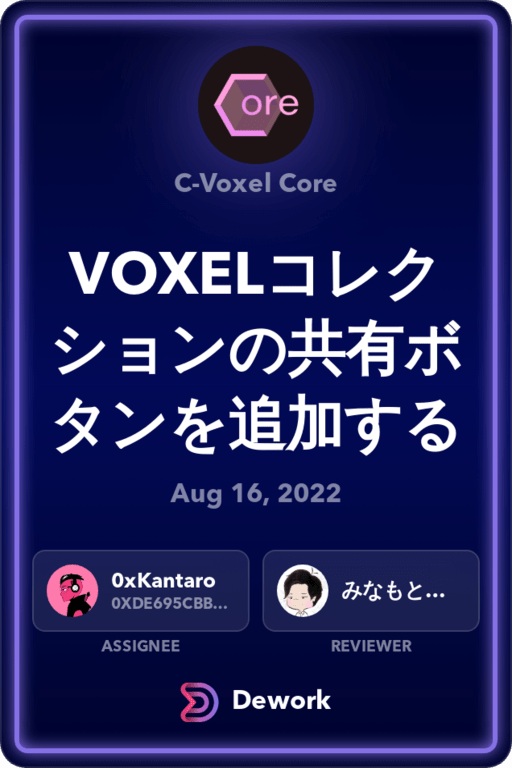 ore
C-Voxel Core
VOXELコレク
ションの共有ボ
タンを追加する
Aug 16, 2022
0xKantaro
0XDE695CBB...
ASSIGNEE
みなもと...
REVIEWER
Dework